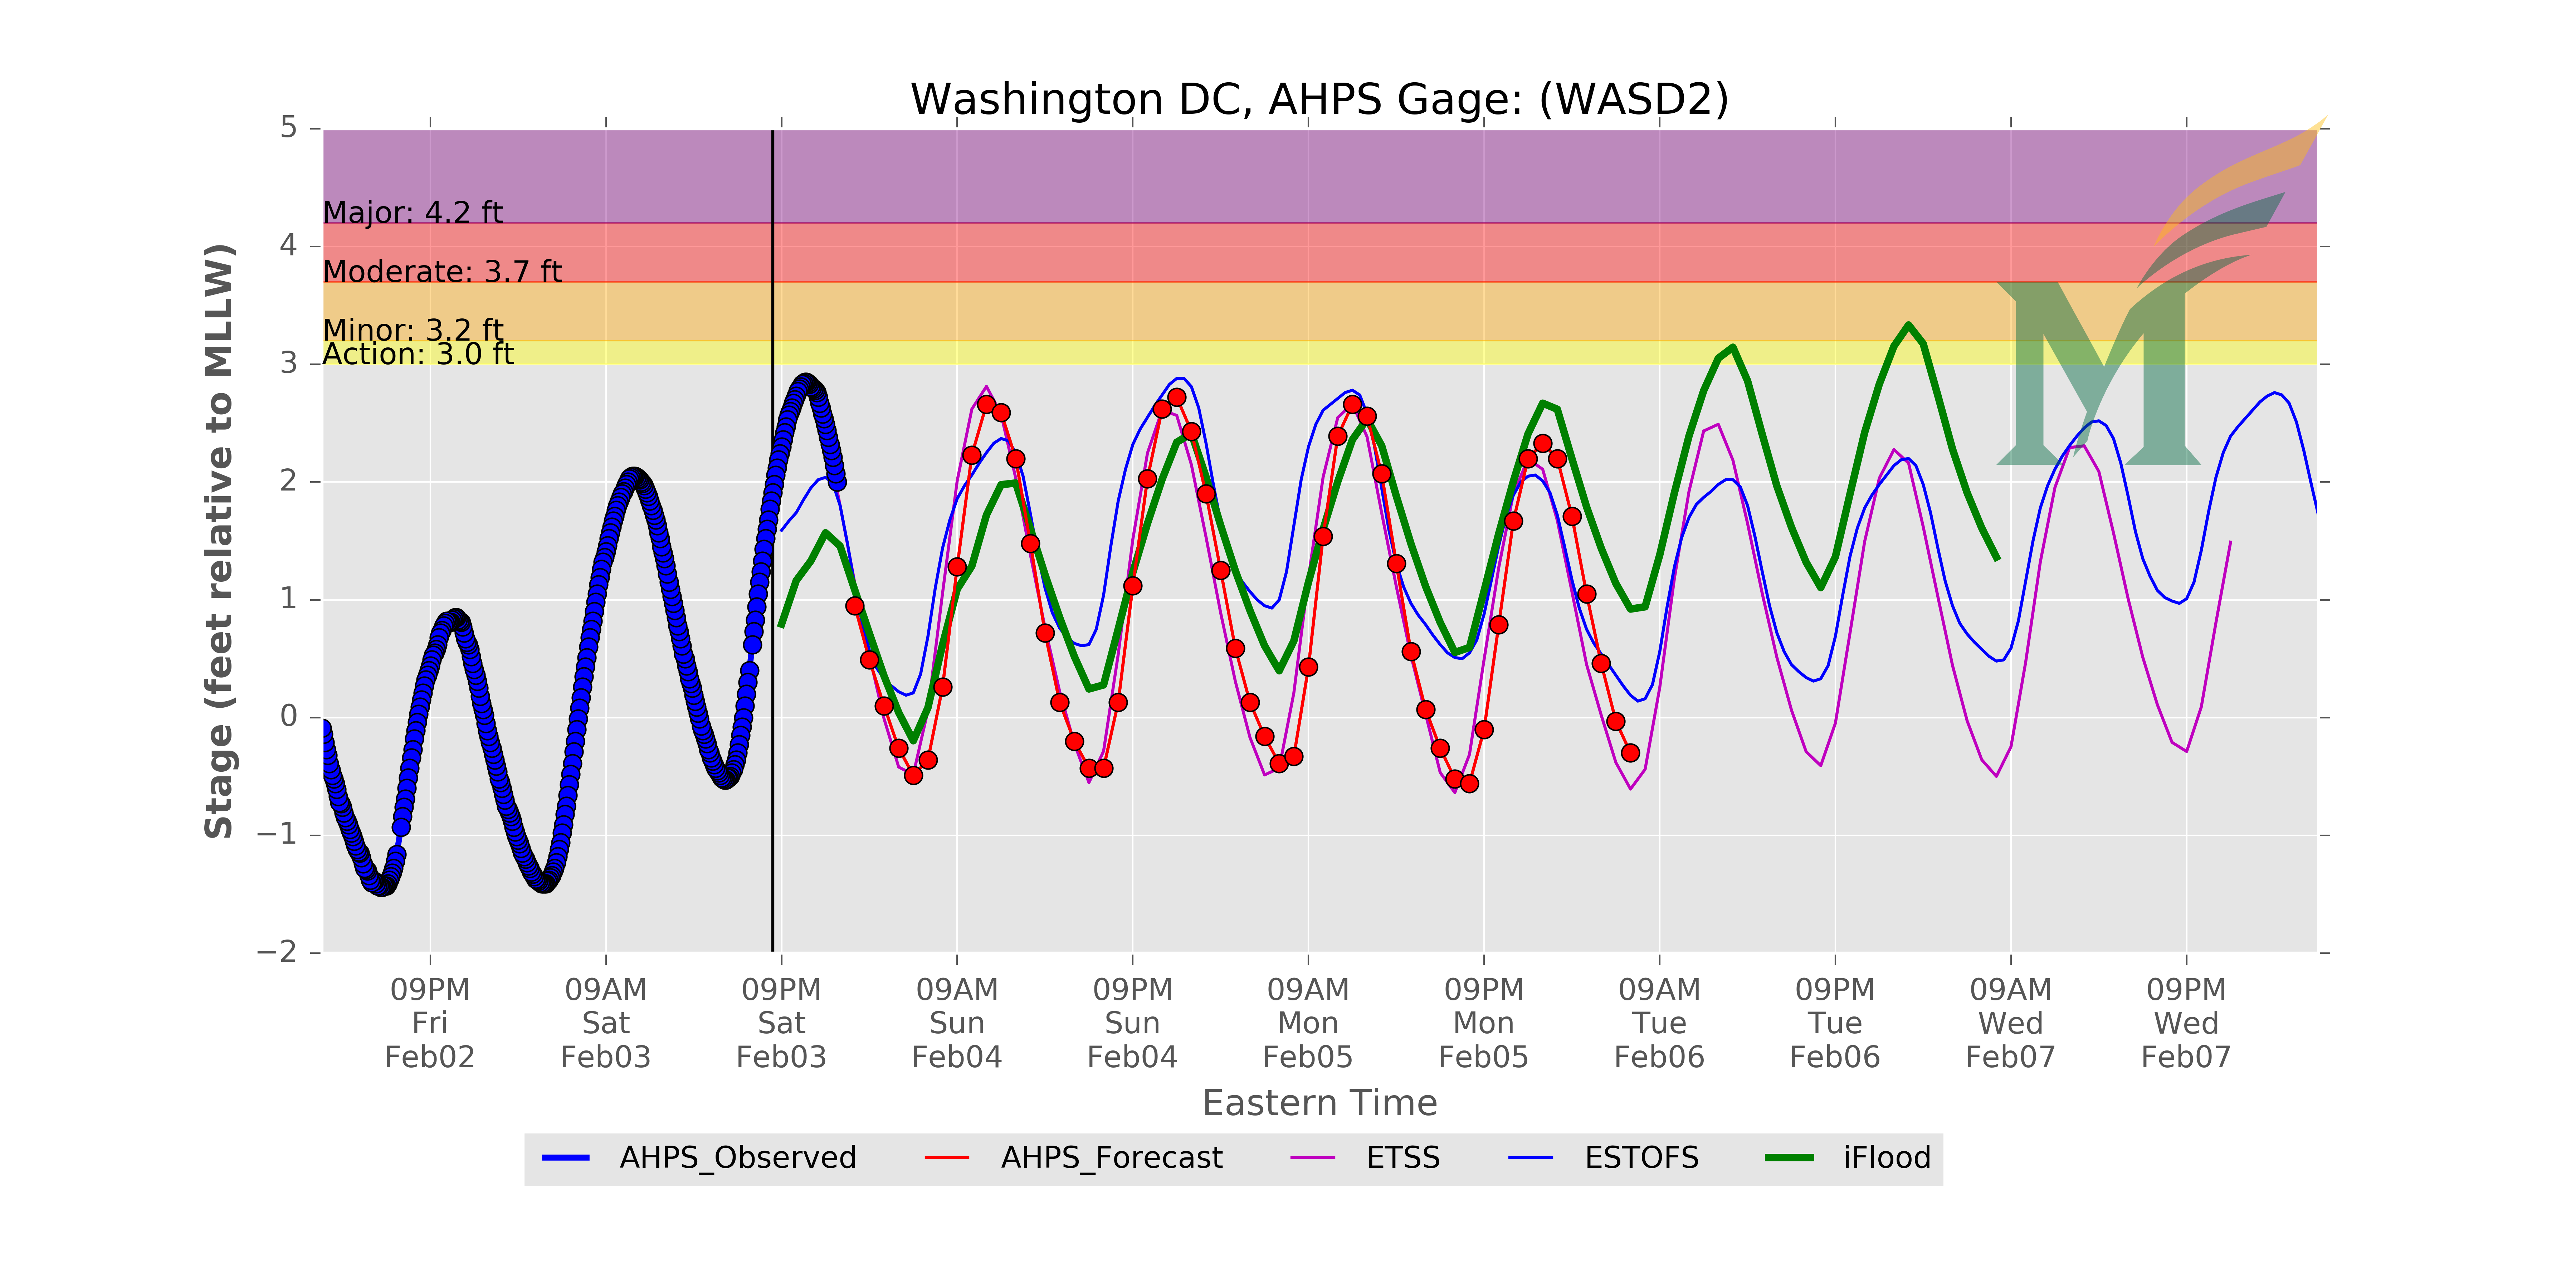 Washington DC, AHPS Gage: (WASD2)
5
4
3
2
1
0
−1
−2
Stage (feet relative to MLLW)
Major: 4.2 ft
Moderate: 3.7 ft
Minor: 3.2 ft
Action: 3.0 ft
M
09PM 09AM 09PM 09AM 09PM 09AM 09PM 09AM 09PM 09AM 09PM
Fri Sat Sat Sun Sun Mon Mon Tue Tue Wed Wed
Feb02 Feb03 Feb03 Feb04 Feb04 Feb05 Feb05 Feb06 Feb06 Feb07 Feb07
Eastern Time
AHPS_Observed AHPS_Forecast ETSS ESTOFS iFlood